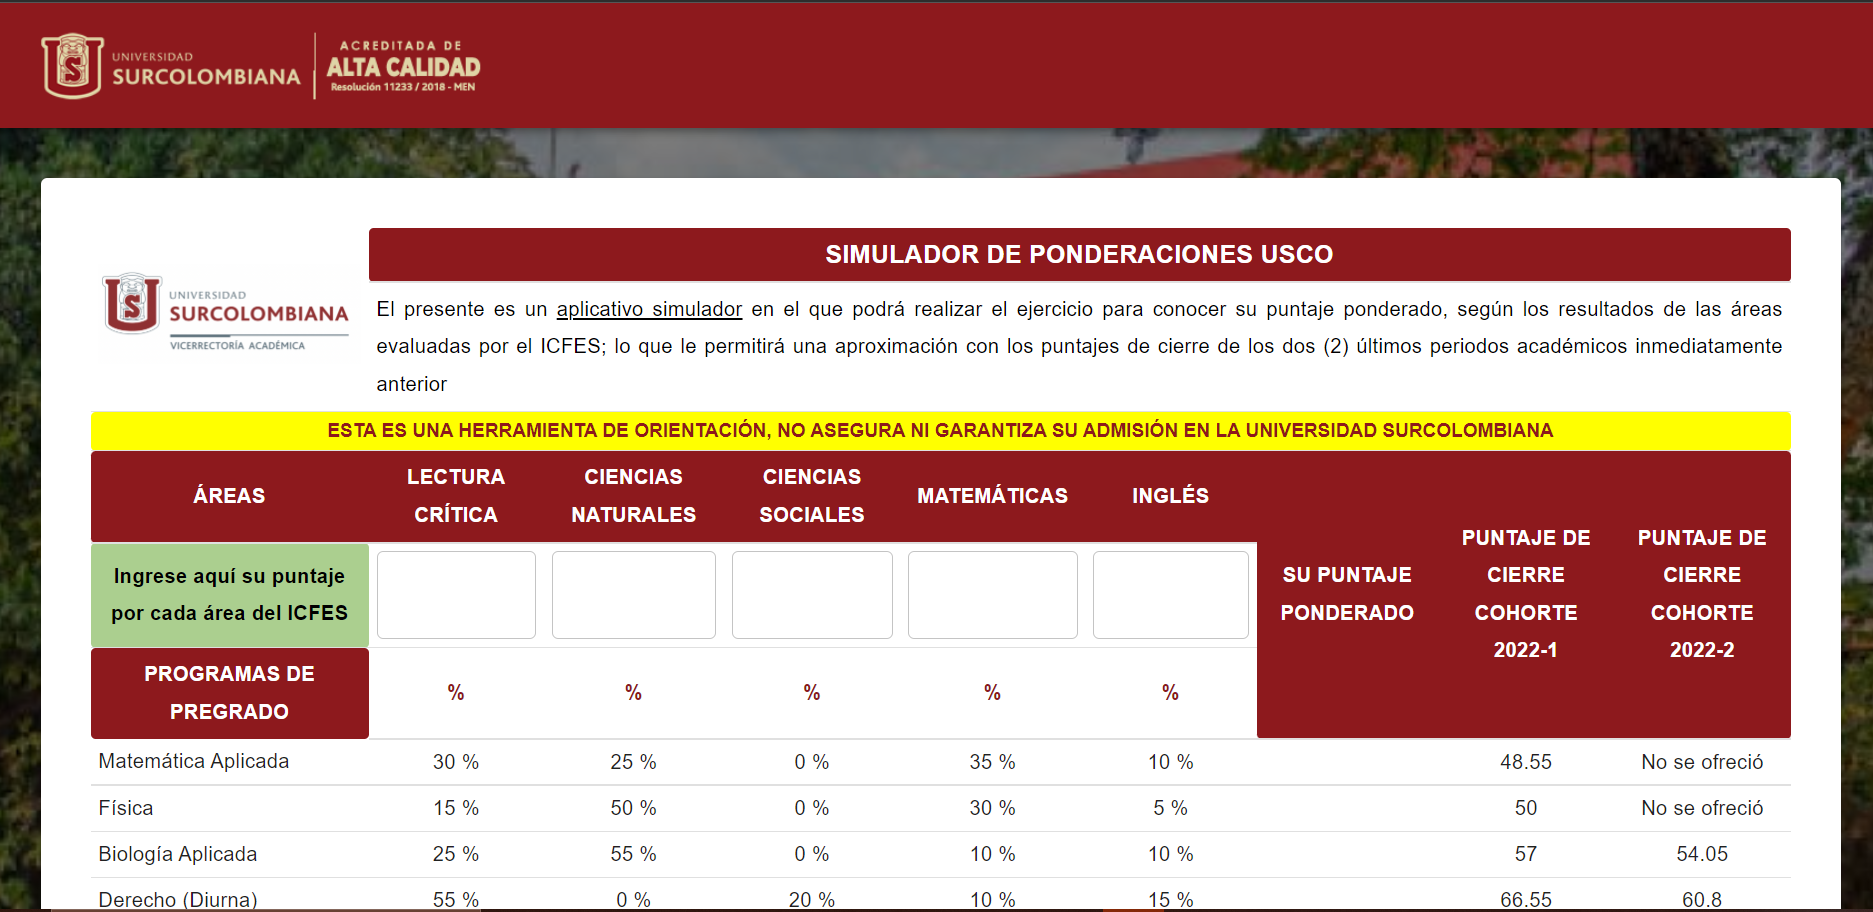 UNIVERSIDAD
SURCOLOMBIANA
ACREDITADA DE
ALTA CALIDAD
Resolución 11233 / 2018 - MEN
UNIVERSIDAD
SURCOLOMBIANA
VICERRECTORÍA ACADÉMICA
SIMULADOR DE PONDERACIONES USCO
El presente es un aplicativo simulador en el que podrá realizar el ejercicio para conocer su puntaje ponderado, según los resultados de las áreas
evaluadas por el ICFES; lo que le permitirá una aproximación con los puntajes de cierre de los dos (2) últimos periodos académicos inmediatamente
anterior
ESTA ES UNA HERRAMIENTA DE ORIENTACIÓN, NO ASEGURA NI GARANTIZA SU ADMISIÓN EN LA UNIVERSIDAD SURCOLOMBIANA
ÁREAS
LECTURA
CRÍTICA
CIENCIAS
NATURALES
CIENCIAS
SOCIALES
MATEMÁTICAS
INGLÉS
SU PUNTAJE
PONDERADO
PUNTAJE DE
CIERRE
COHORTE
2022-1
PUNTAJE DE
CIERRE
COHORTE
2022-2
Ingrese aquí su puntaje
por cada área del ICFES
PROGRAMAS DE
PREGRADO
% % % % %
Matemática Aplicada 30 % 25 % 0 % 35 % 10 % 48.55 No se ofreció
Física 15 % 50 % 0 % 30 % 5 % 50 No se ofreció
Biología Aplicada 25 % 55 % 0 % 10 % 10 % 57 54.05
Derecho (Diurna) 55 % 0 % 20 % 10 % 15 % 66.55 60.8